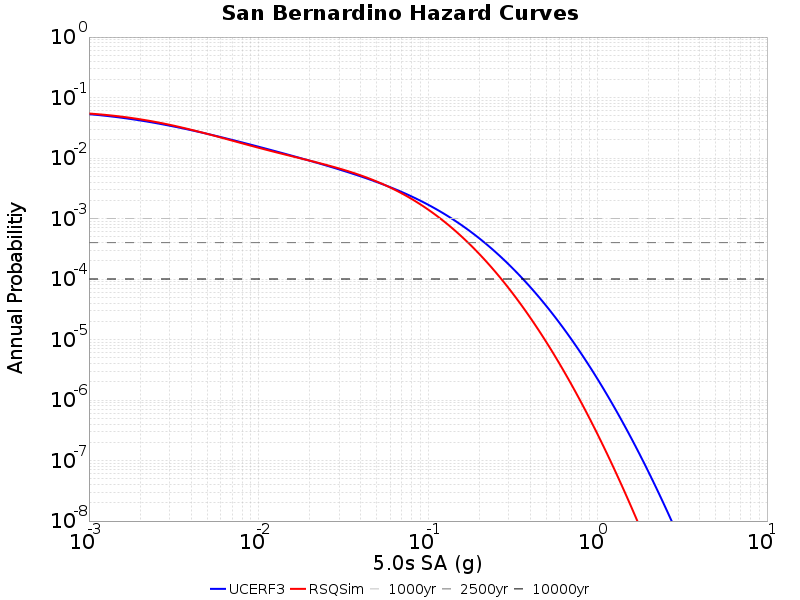 San Bernardino Hazard Curves
10^0
10^-1
10^-2
10^-3
10^-4
10^-5
10^-6
10^-7
10^-8
Annual Probabilitiy
10^-3 10^-2 10^-1 10^0 10^1
5.0s SA (g)
UCERF3 RSQSim 1000yr 2500yr 10000yr